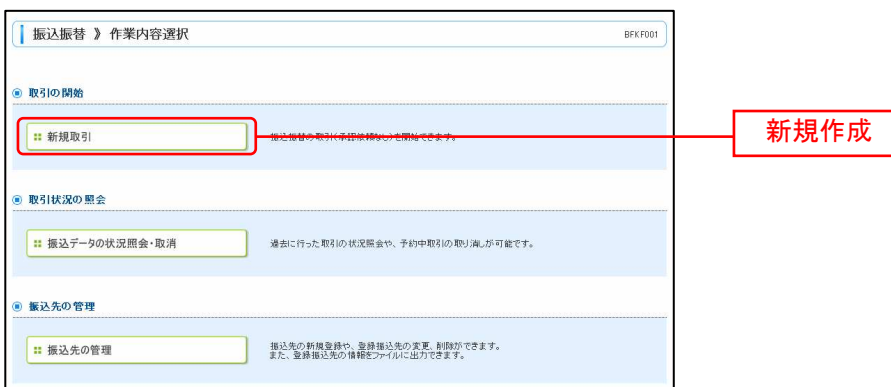 振込振替 》 作業内容選択
BFKF001
取引の開始
新規取引
振込振替の取引(承認依頼なし)を開始できます。
新規作成
取引状況の照会
振込データの状況照会・取消
過去に行った取引の状況照会や、予約中取引の取り消しが可能です。
振込先の管理
振込先の管理
振込先の新規登録や、登録振込先の変更、削除ができます。
また、登録振込先の情報をファイルに出力できます。